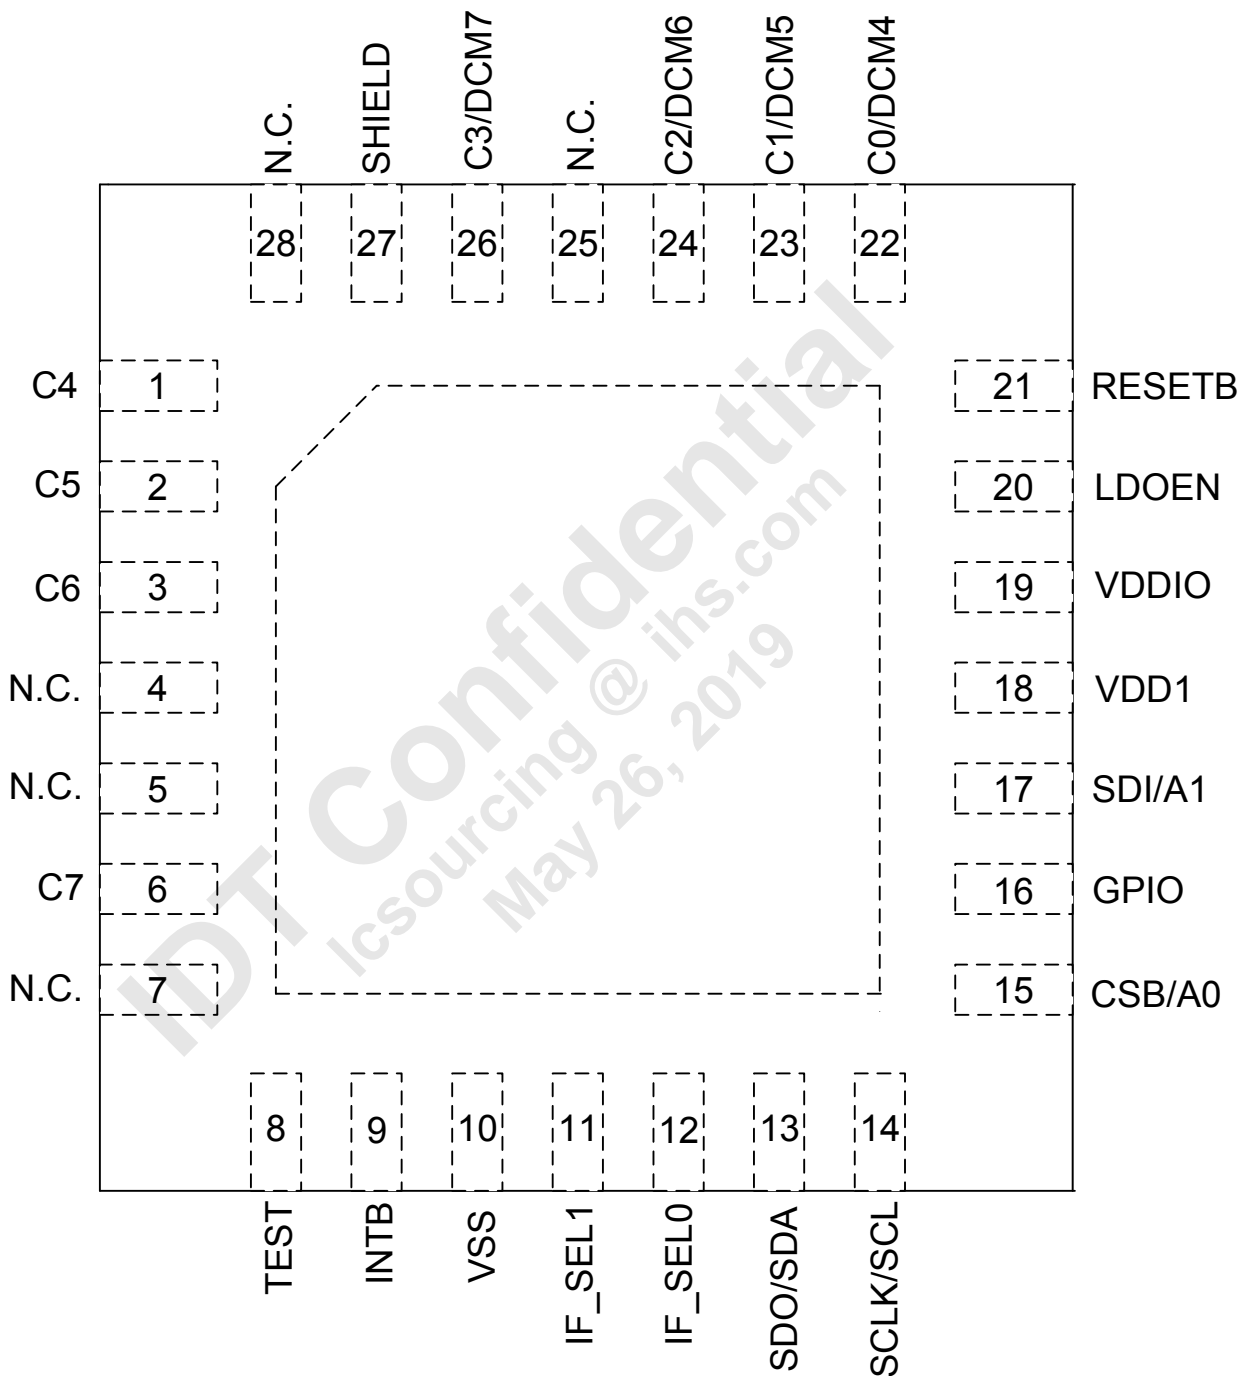 N.C.
SHIELD
C3/DCM7
N.C.
C2/DCM6
C1/DCM5
C0/DCM4
28
27
26
25
24
23
22
C4
1
C5
2
C6
3
N.C.
4
N.C.
5
C7
6
N.C.
7
21
RESETB
20
LDOEN
19
VDDIO
18
VDD1
17
SDI/A1
16
GPIO
15
CSB/A0
8
9
10
11
12
13
14
TEST
INTB
VSS
IF_SEL1
IF_SEL0
SDO/SDA
SCLK/SCL
IDT Confidential
Icsourcing @ ihs.com
May 26, 2019